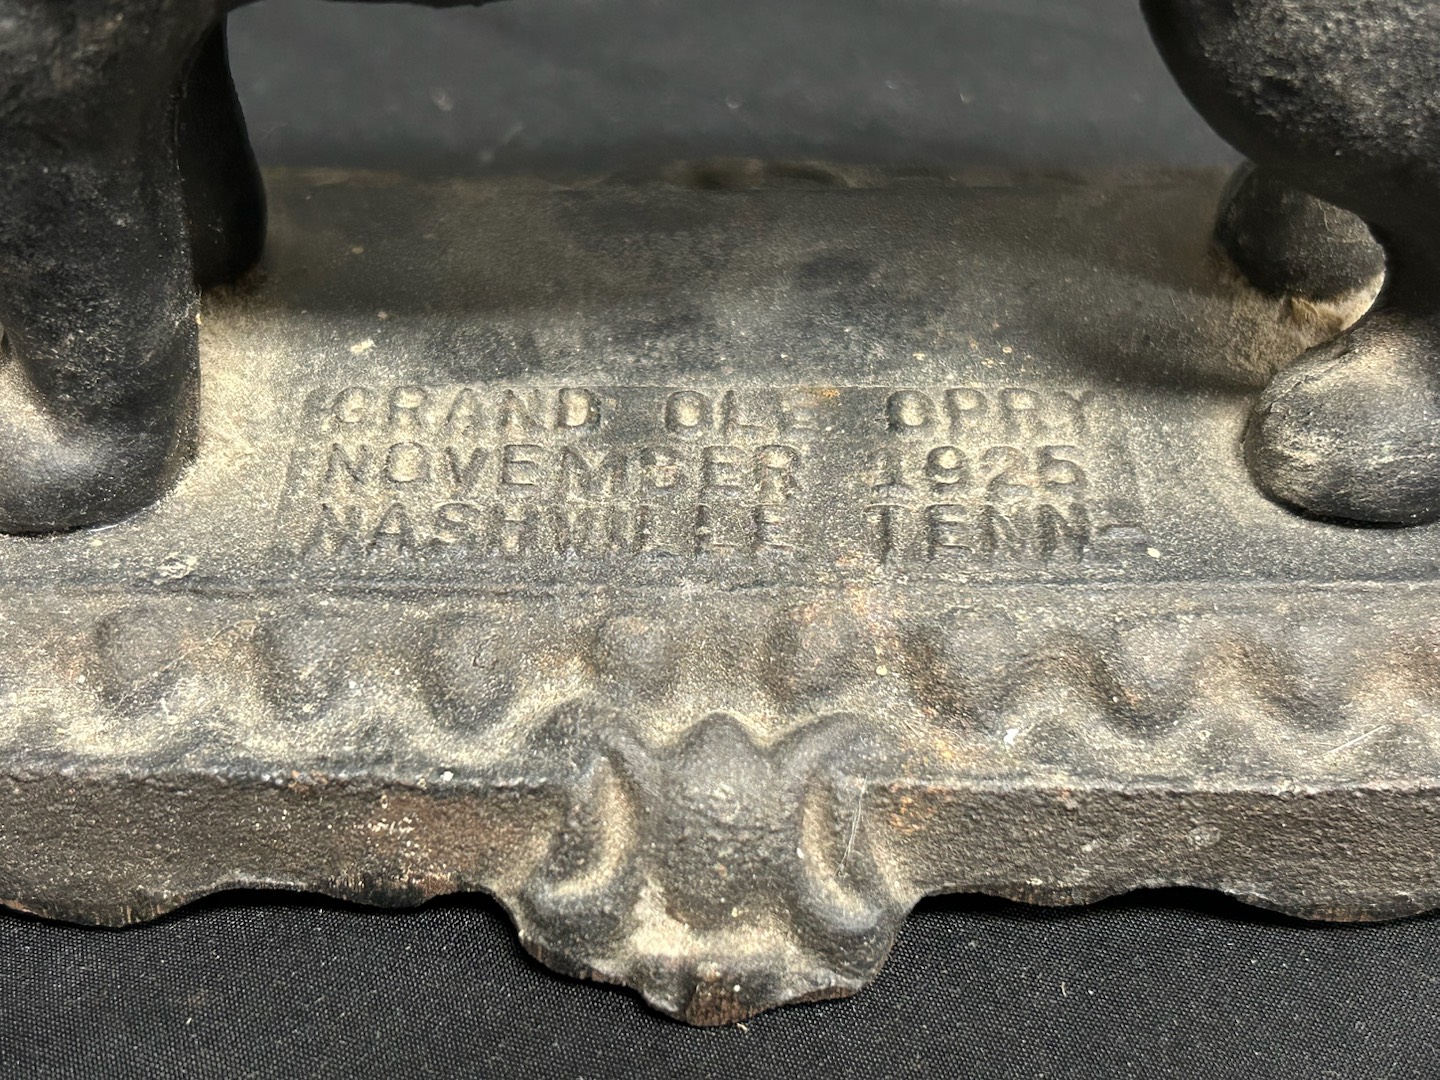 GRAND OLE OPRY
NOVEMBER 1925
NASHVILLE TENN-